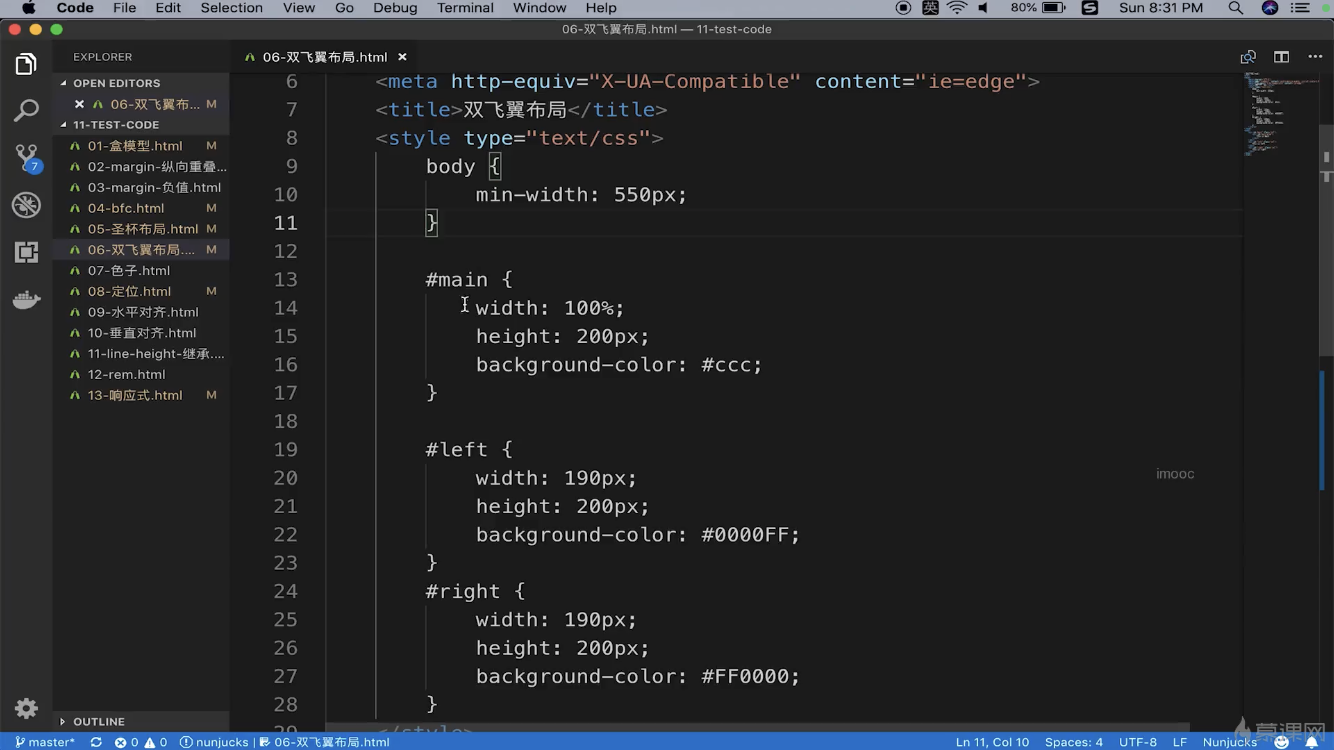 Code File Edit Selection View Go Debug Terminal Window Help 英 80% S Sun 8:31 PM
06-双飞翼布局.html — 11-test-code
EXPLORER
06-双飞翼布局.html ×
OPEN EDITORS
× 06-双飞翼布... M
11-TEST-CODE
01-盒模型.html M
02-margin-纵向重叠...
03-margin-负值.html
04-bfc.html M
05-圣杯布局.html M
06-双飞翼布局.... M
07-色子.html
08-定位.html M
09-水平对齐.html
10-垂直对齐.html
11-line-height-继承....
12-rem.html
13-响应式.html M
OUTLINE
7
6 <meta http-equiv="X-UA-Compatible" content="ie=edge">
7 <title>双飞翼布局</title>
8 <style type="text/css">
9 body {
10 min-width: 550px;
11 }
12
13 #main {
14 width: 100%;
15 height: 200px;
16 background-color: #ccc;
17 }
18
19 #left {
20 width: 190px;
21 height: 200px;
22 background-color: #0000FF;
23 }
24 #right {
25 width: 190px;
26 height: 200px;
27 background-color: #FF0000;
28 }
29 </style>
imooc
慕课网
master* 0 0 nunjucks | 06-双飞翼布局.html Ln 11, Col 10 Spaces: 4 UTF-8 LF Nunjucks